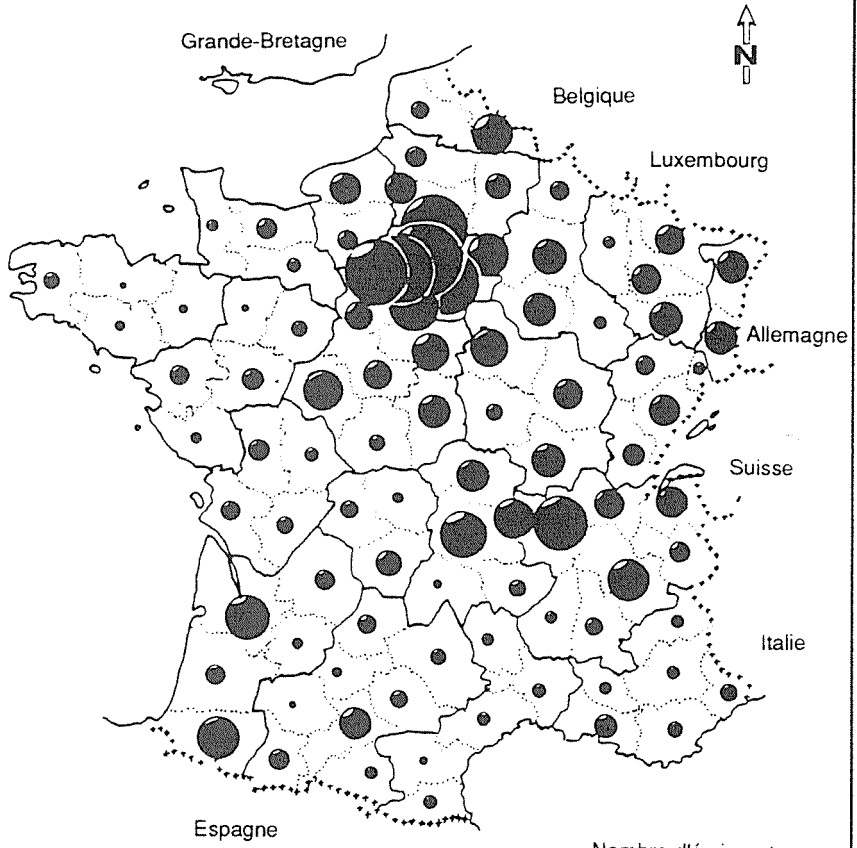 Grande-Bretagne
N
Belgique
Luxembourg
Allemagne
Suisse
Italie
Espagne